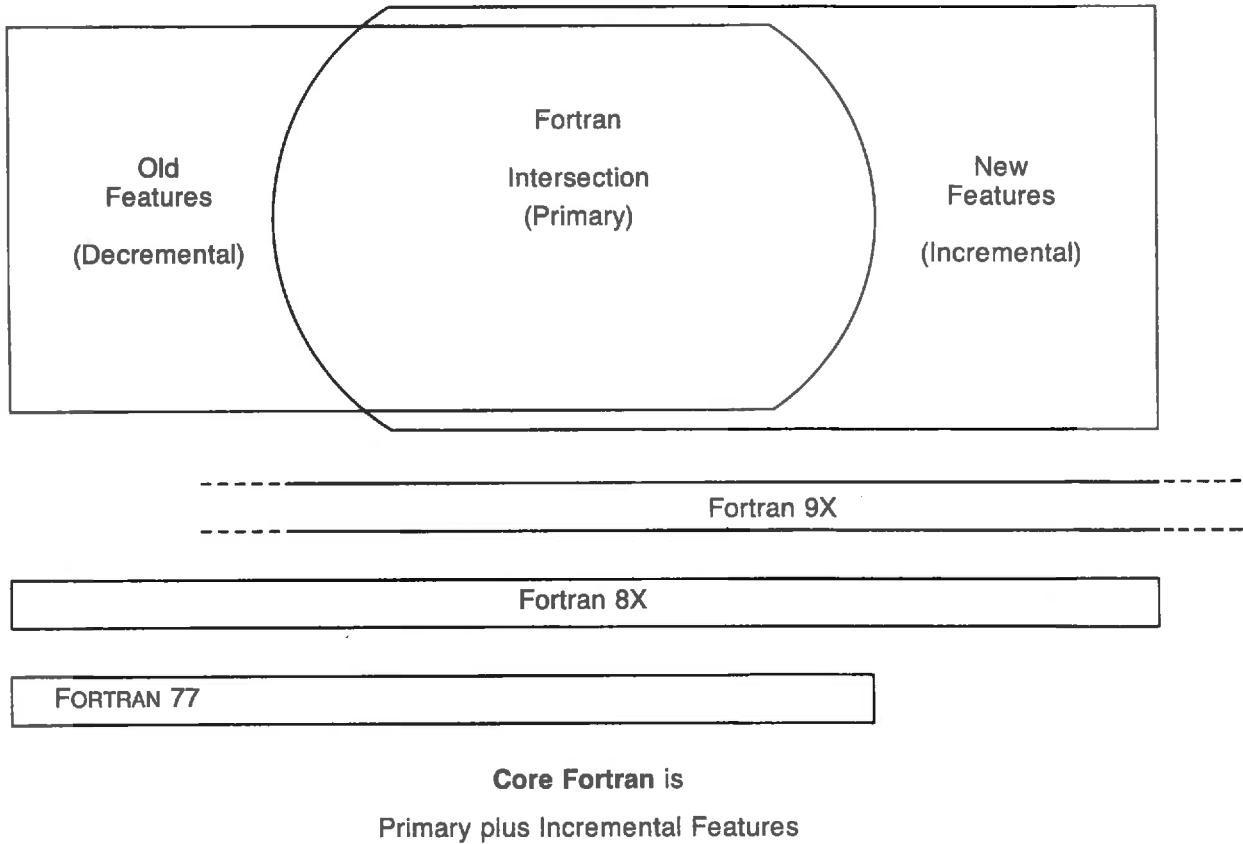 Old
Features
(Decremental)
Fortran
Intersection
(Primary)
New
Features
(Incremental)
Fortran 9X
Fortran 8X
FORTRAN 77
Core Fortran is
Primary plus Incremental Features